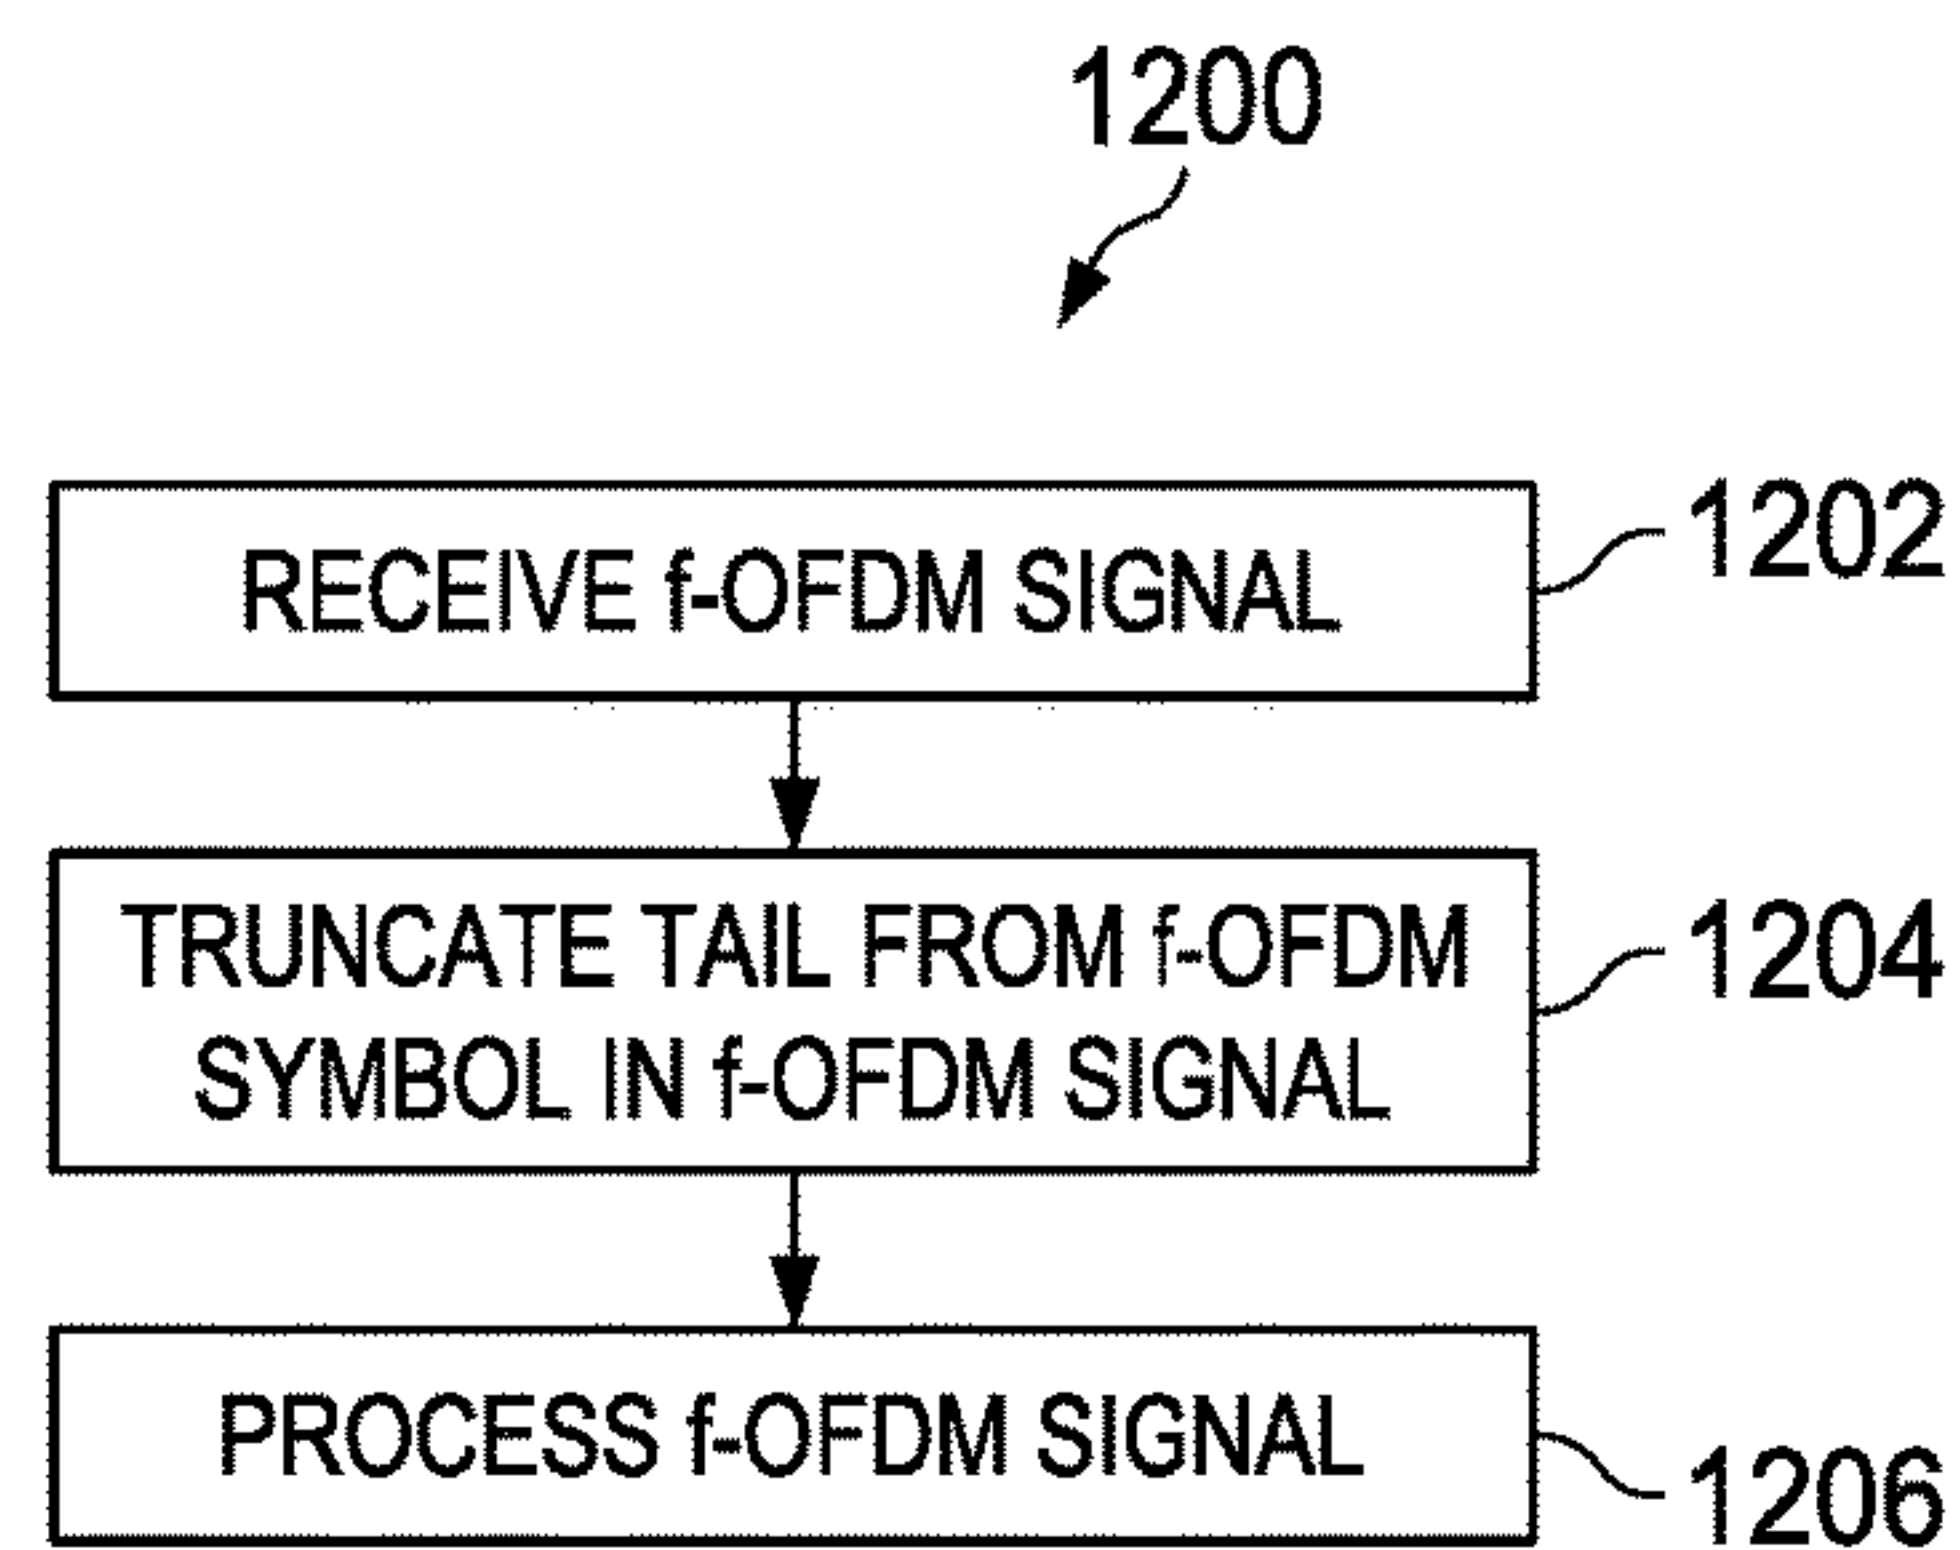 1200
RECEIVE f-OFDM SIGNAL
1202
TRUNCATE TAIL FROM f-OFDM
SYMBOL IN f-OFDM SIGNAL
1204
PROCESS f-OFDM SIGNAL
1206